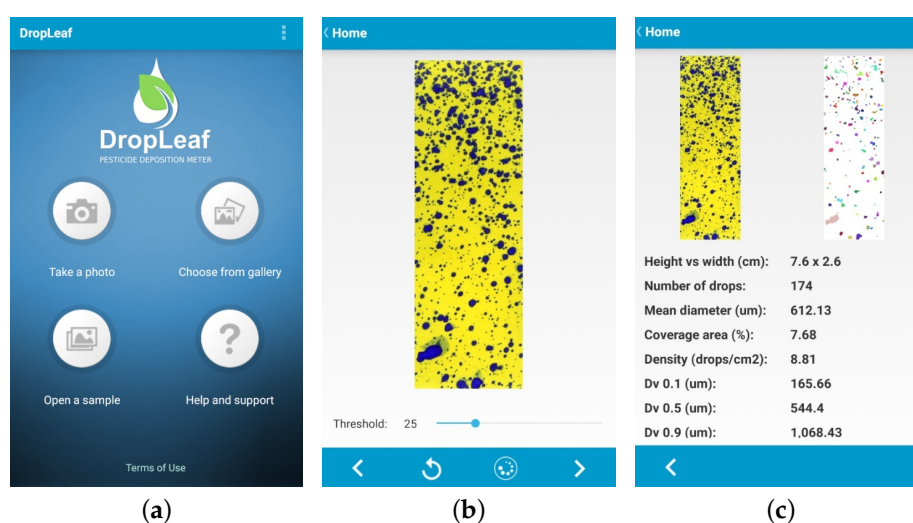 DropLeaf
DropLeaf
PESTICIDE DEPOSITION METER
Take a photo
Choose from gallery
Open a sample
Help and support
Terms of Use
(a)
Home
Threshold: 25
(b)
Home
Height vs width (cm): 7.6 x 2.6
Number of drops: 174
Mean diameter (um): 612.13
Coverage area (%): 7.68
Density (drops/cm2): 8.81
Dv 0.1 (um): 165.66
Dv 0.5 (um): 544.4
Dv 0.9 (um): 1,068.43
(c)